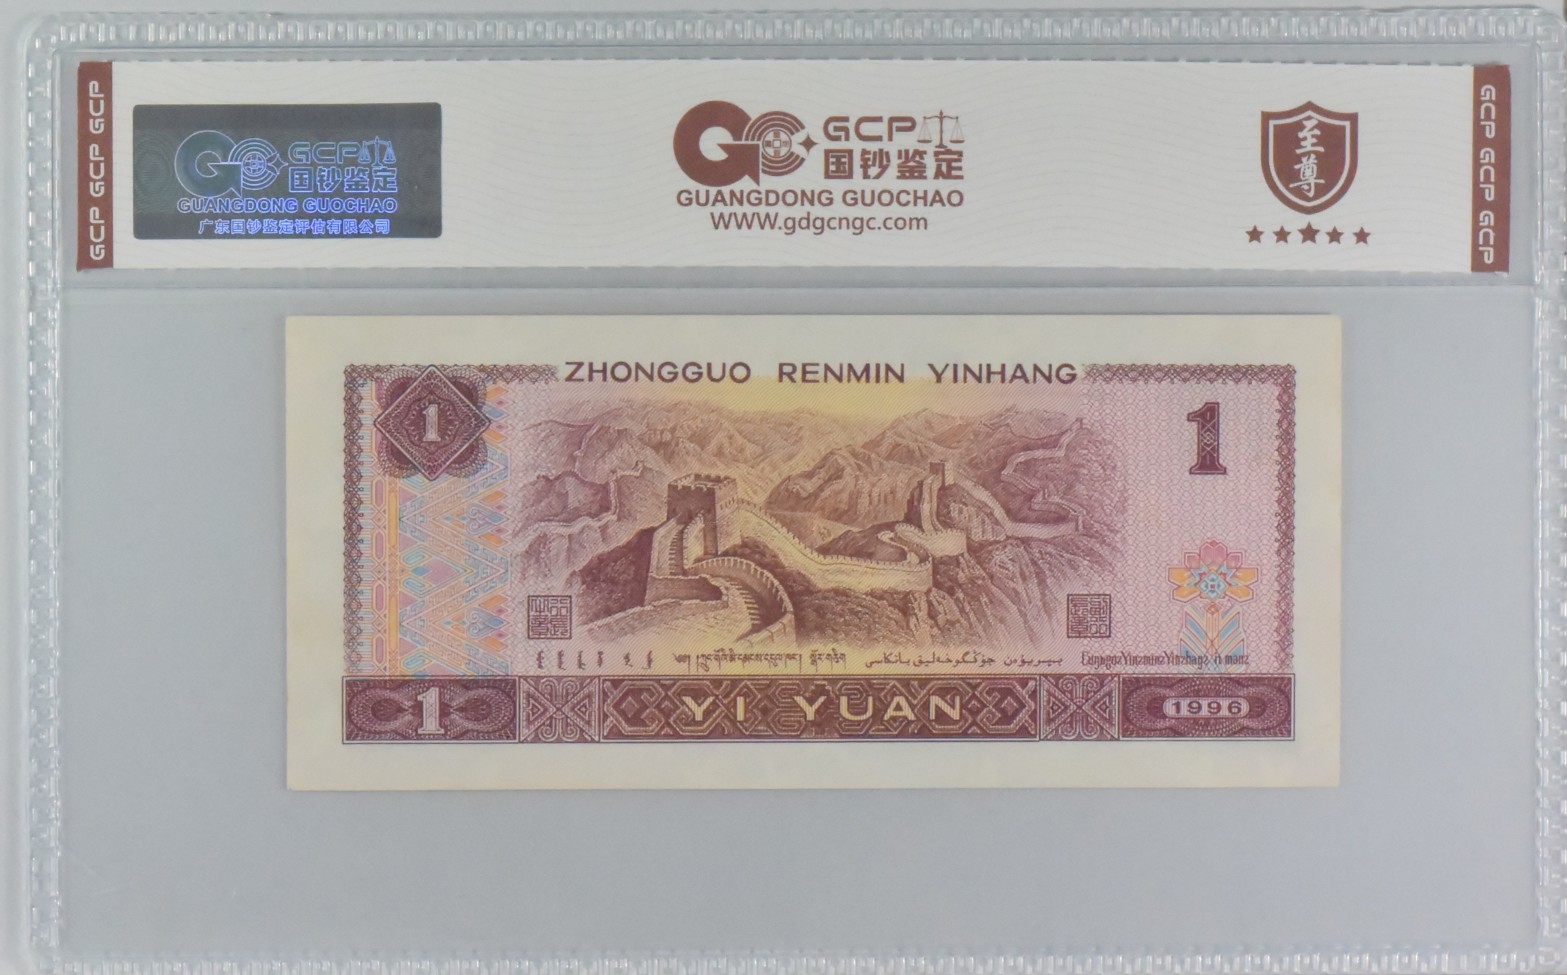 GCP GCP GCP
GCP
国钞鉴定
GUANGDONG GUOCHAO
广东国钞鉴定评估有限公司
GCP
国钞鉴定
GUANGDONG GUOCHAO
WWW.gdgcngc.com
至尊
GCP GCP GCP
ZHONGGUO RENMIN YINHANG
1
1
1
YI YUAN
1996